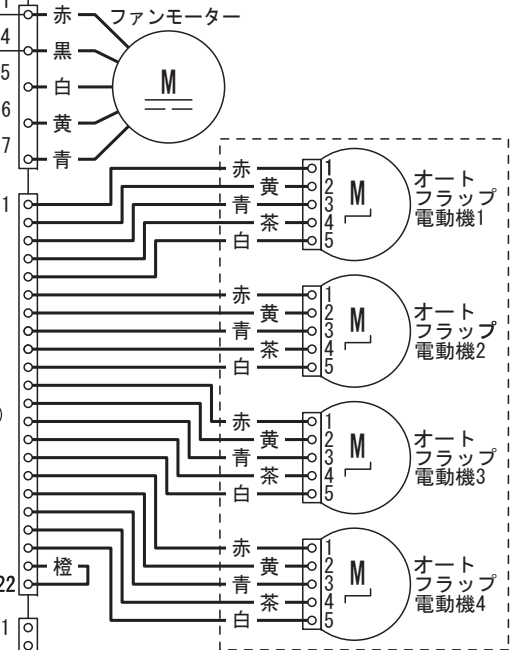 1
赤
ファンモーター
4
黒
5
白
M
6
黄
7
青
1
赤
黄
青
茶
白
1
2
3
4
5
M
オート
フラップ
電動機1
赤
黄
青
茶
白
1
2
3
4
5
M
オート
フラップ
電動機2
)
赤
黄
青
茶
白
1
2
3
4
5
M
オート
フラップ
電動機3
赤
黄
青
茶
白
1
2
3
4
5
M
オート
フラップ
電動機4
橙
22
1